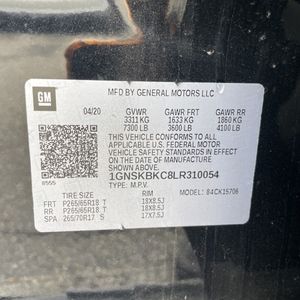 MFD BY GENERAL MOTORS LLC
GM
04/20 GVWR GAWR FRT GAWR RR
3311 KG 1633 KG 1860 KG
7300 LB 3600 LB 4100 LB
THIS VEHICLE CONFORMS TO ALL
APPLICABLE U.S. FEDERAL MOTOR
VEHICLE SAFETY AND THEFT
PREVENTION STANDARDS IN EFFECT
ON THE DATE OF MANUFACTURE
SHOWN ABOVE.
1GNSKBKC8LR310054
TYPE: M.P.V. MODEL: 84CK15706
TIRE SIZE RIM
FRT P265/65R18 T 18X8.5J
RR P265/65R18 T 18X8.5J
SPA 265/70R17 S 17X7.5J